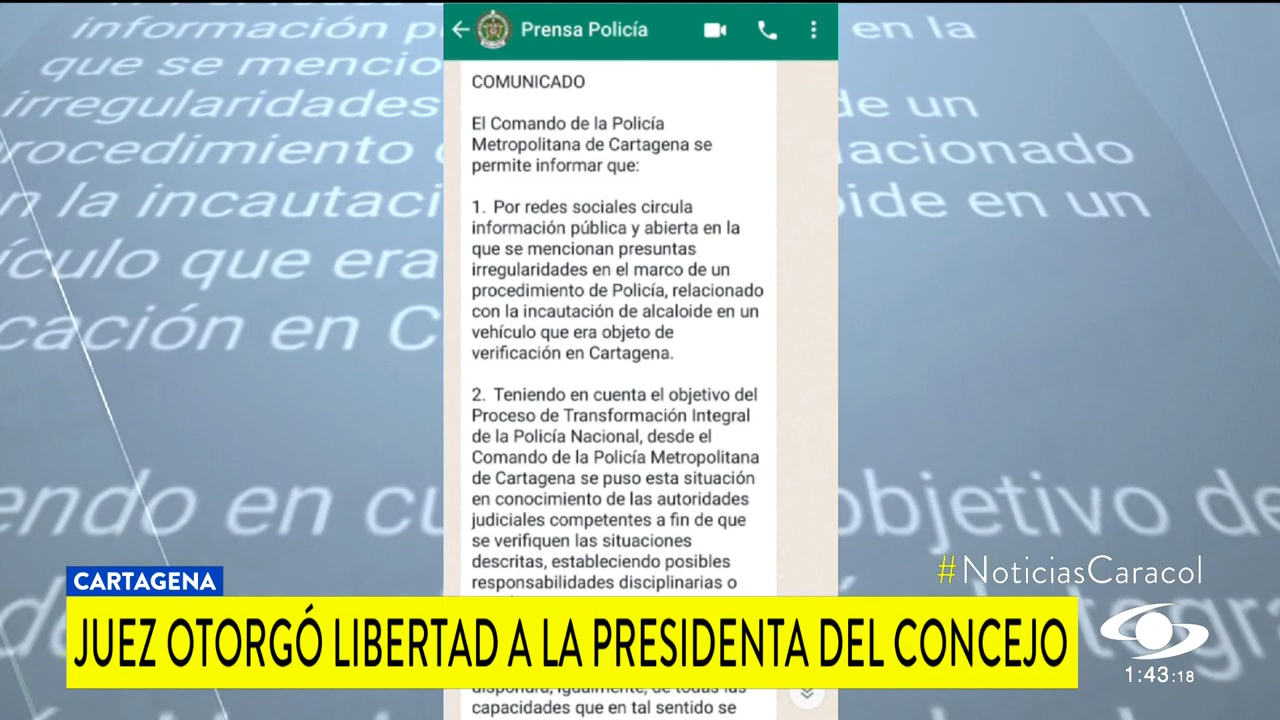 Prensa Policía
COMUNICADO
El Comando de la Policía
Metropolitana de Cartagena se
permite informar que:
1. Por redes sociales circula
información pública y abierta en la
que se mencionan presuntas
irregularidades en el marco de un
procedimiento de Policía, relacionado
con la incautación de alcaloide en un
vehículo que era objeto de
verificación en Cartagena.
2. Teniendo en cuenta el objetivo del
Proceso de Transformación Integral
de la Policía Nacional, desde el
Comando de la Policía Metropolitana
de Cartagena se puso esta situación
en conocimiento de las autoridades
judiciales competentes a fin de que
se verifiquen las situaciones
descritas, estableciendo posibles
responsabilidades disciplinarias o
capacidades que en tal sentido se
#NoticiasCaracol
CARTAGENA
JUEZ OTORGÓ LIBERTAD A LA PRESIDENTA DEL CONCEJO
1:43:18